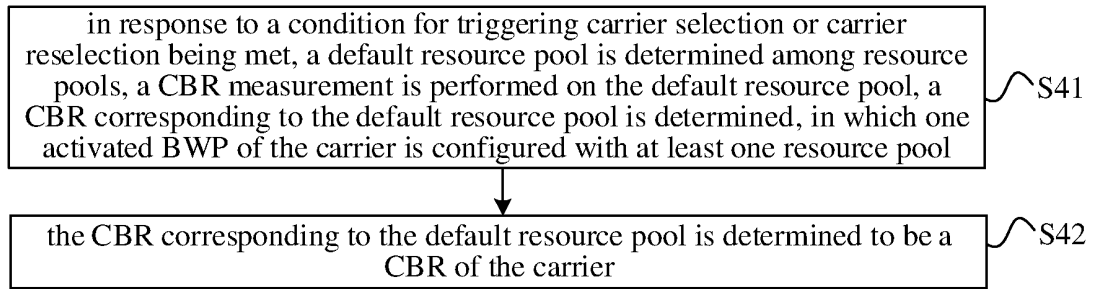 in response to a condition for triggering carrier selection or carrier
reselection being met, a default resource pool is determined among resource
pools, a CBR measurement is performed on the default resource pool, a
CBR corresponding to the default resource pool is determined, in which one
activated BWP of the carrier is configured with at least one resource pool
S41
the CBR corresponding to the default resource pool is determined to be a
CBR of the carrier
S42